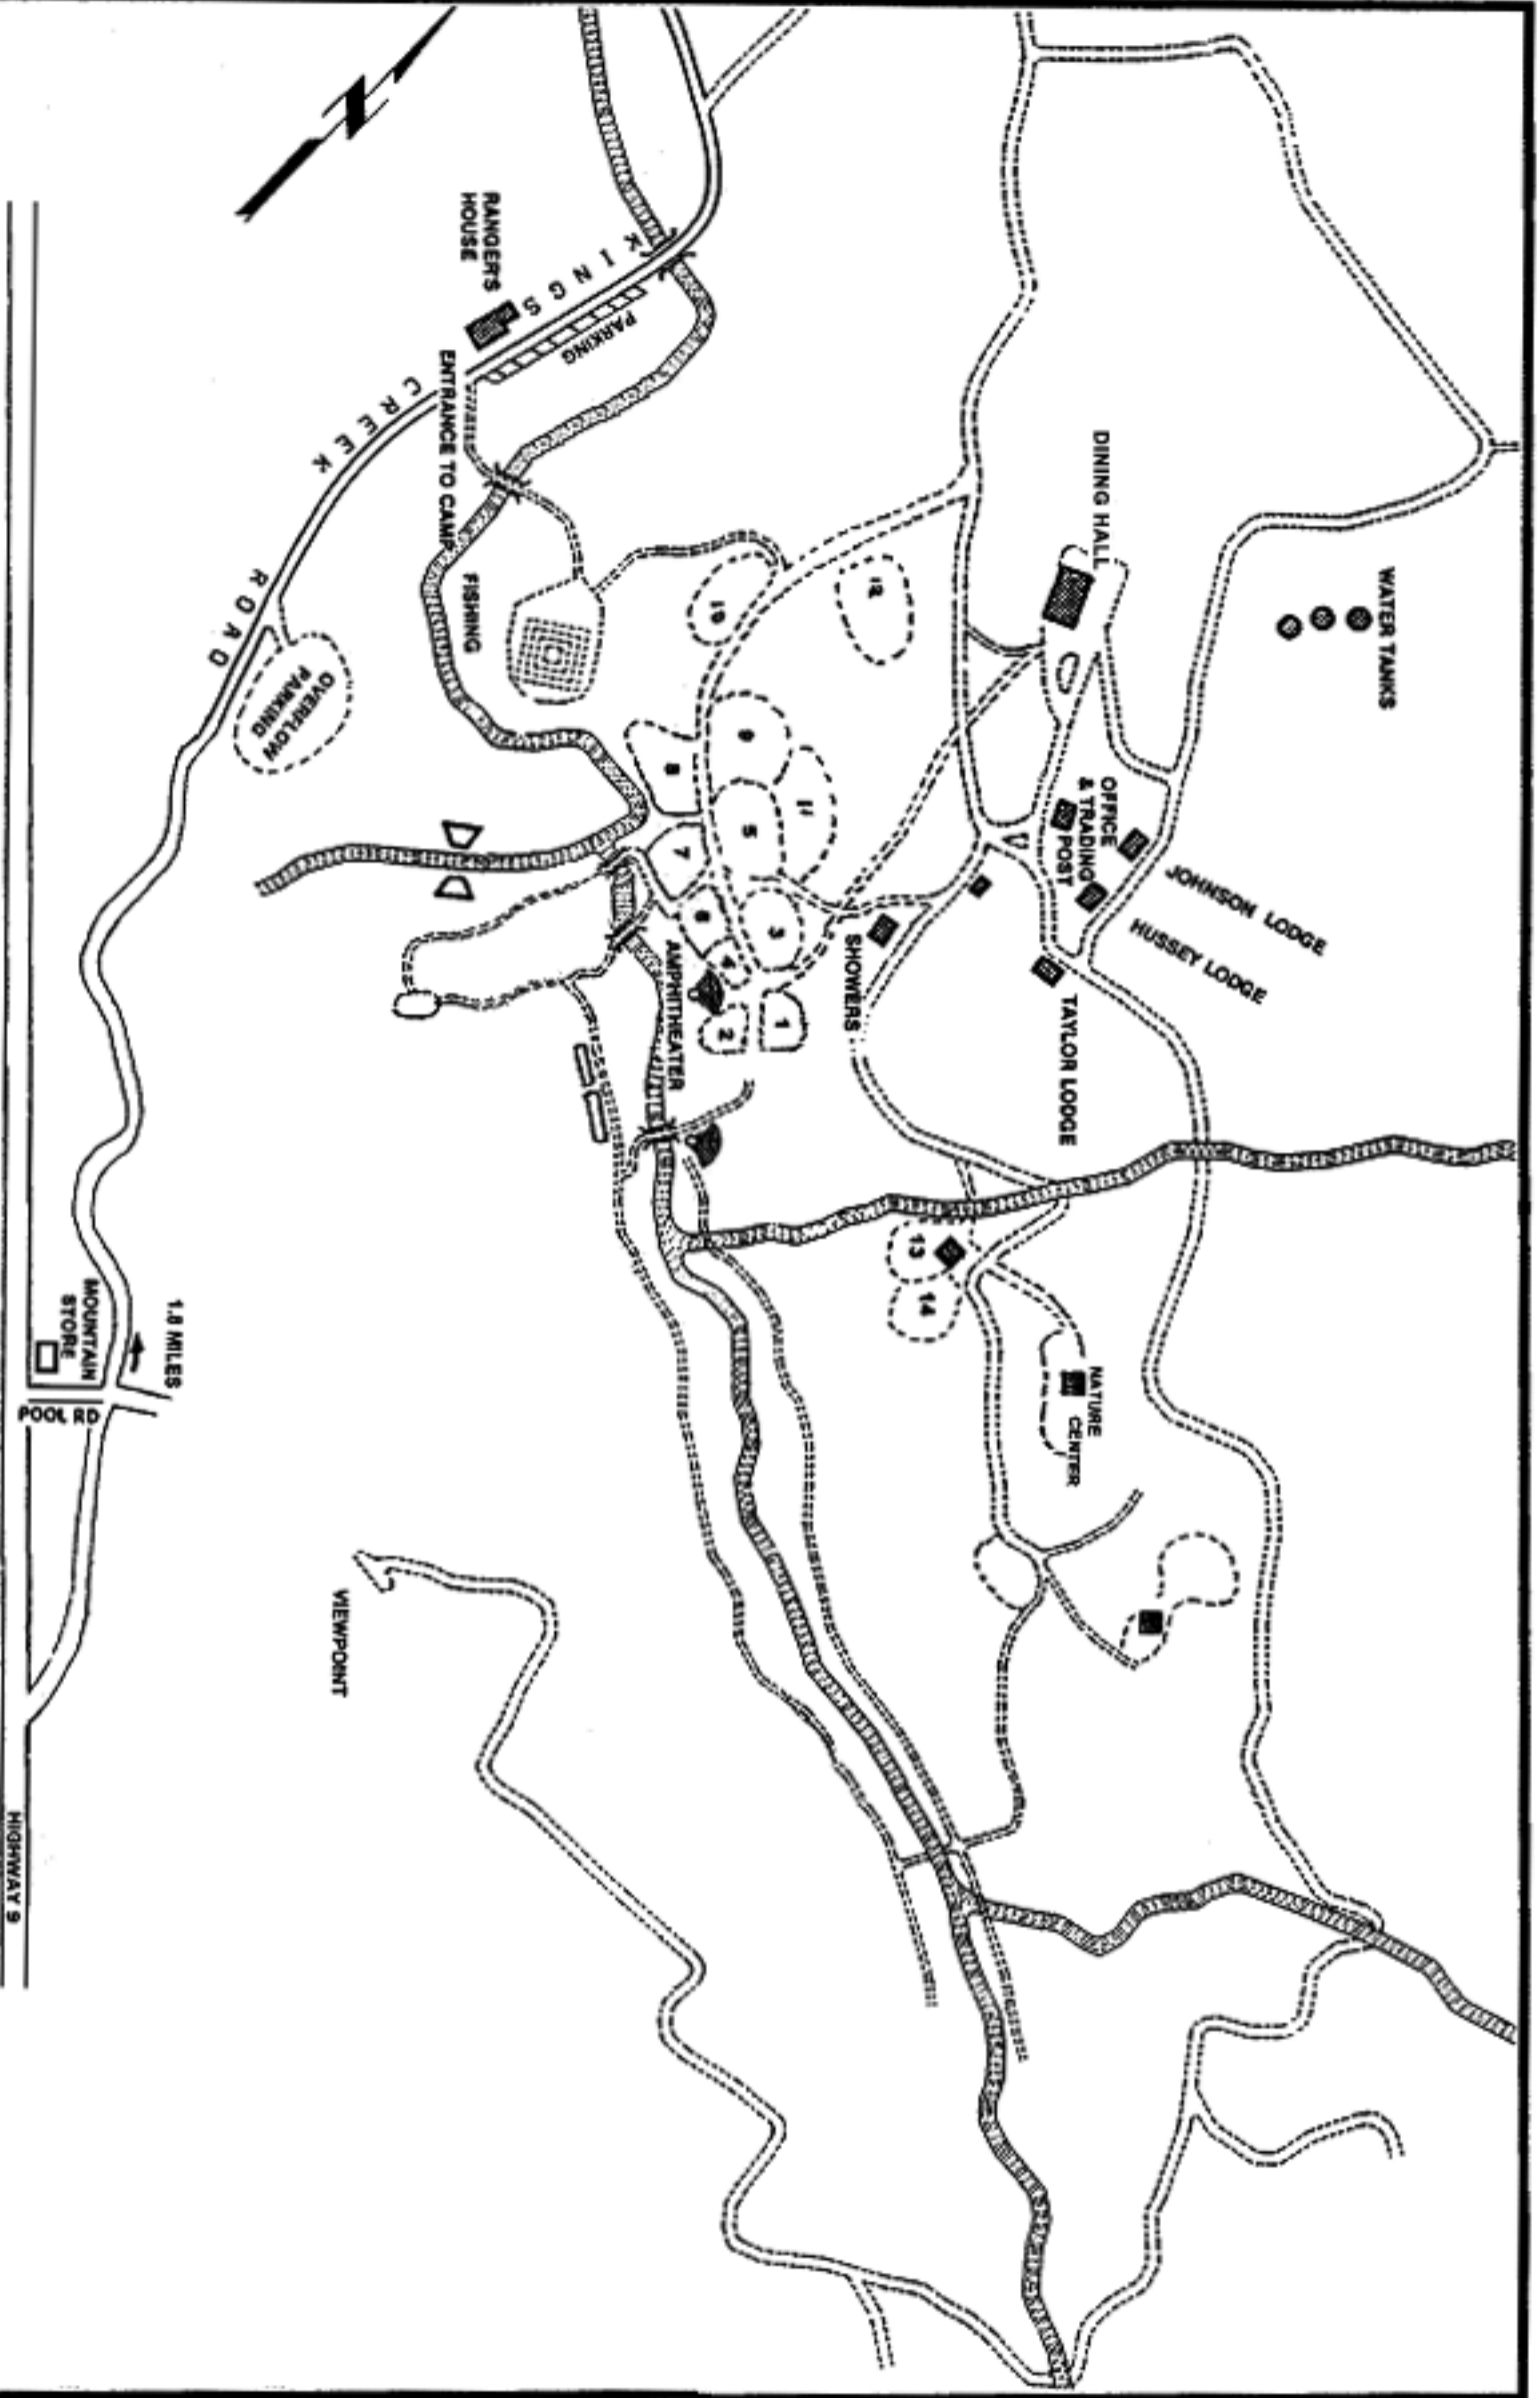 WATER TANKS
DINING HALL
OFFICE
& TRADING
POST
JOHNSON LODGE
HUSSEY LODGE
TAYLOR LODGE
SHOWERS
NATURE
CENTER
AMPHITHEATER
12
10
9
11
8
5
7
6
3
4
1
2
13
14
RANGER'S
HOUSE
PARKING
ENTRANCE TO CAMP
FISHING
KINGS
CREEK
ROAD
OVERFLOW
PARKING
VIEWPOINT
1.8 MILES
MOUNTAIN
STORE
POOL RD
HIGHWAY 9